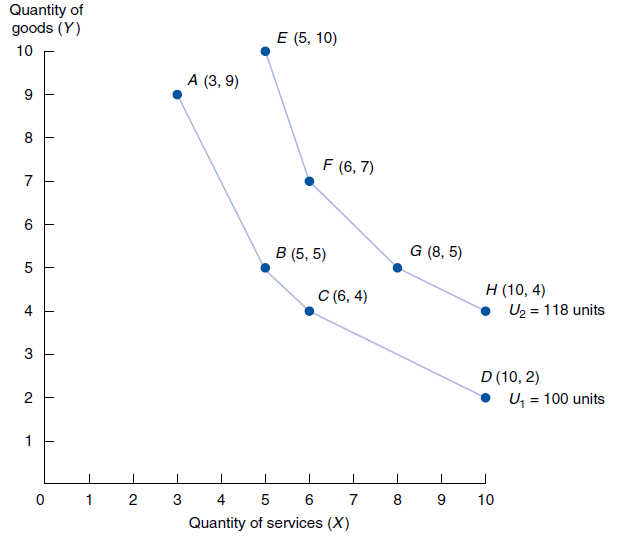 Quantity of
goods (Y)
10
9
8
7
6
5
4
3
2
1
E (5, 10)
A (3, 9)
F (6, 7)
B (5, 5)
G (8, 5)
C (6, 4)
H (10, 4)
U₂ = 118 units
D (10, 2)
U₁ = 100 units
0 1 2 3 4 5 6 7 8 9 10
Quantity of services (X)